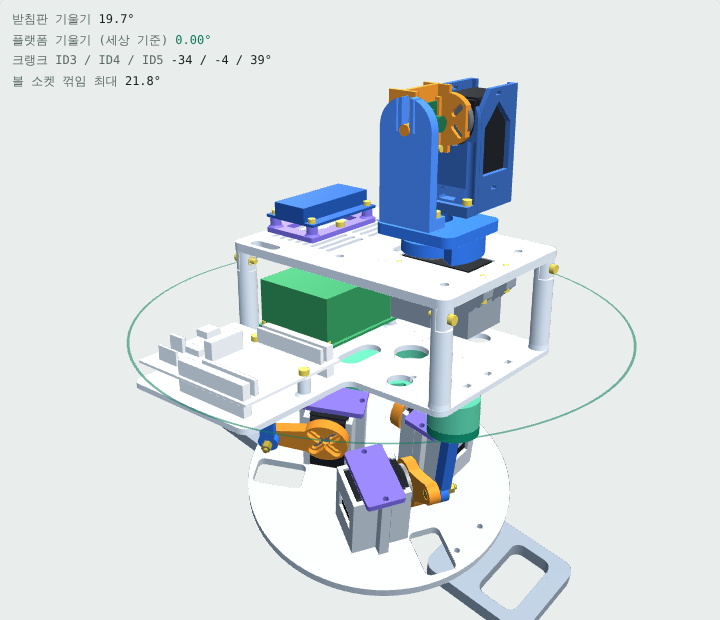 받침판 기울기 19.7°
플랫폼 기울기 (세상 기준) 0.00°
크랭크 ID3 / ID4 / ID5 -34 / -4 / 39°
볼 소켓 꺾임 최대 21.8°